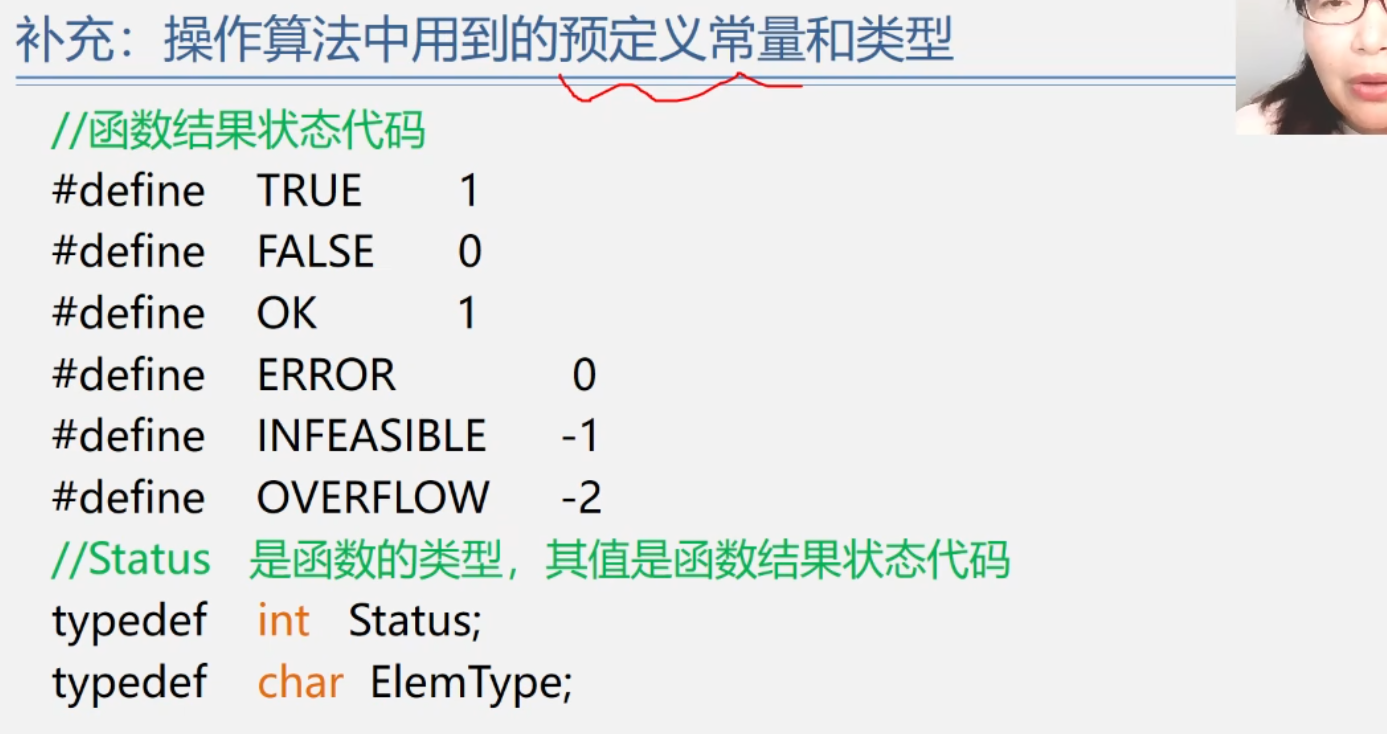 补充：操作算法中用到的预定义常量和类型
//函数结果状态代码
#define TRUE 1
#define FALSE 0
#define OK 1
#define ERROR 0
#define INFEASIBLE -1
#define OVERFLOW -2
//Status 是函数的类型，其值是函数结果状态代码
typedef int Status;
typedef char ElemType;